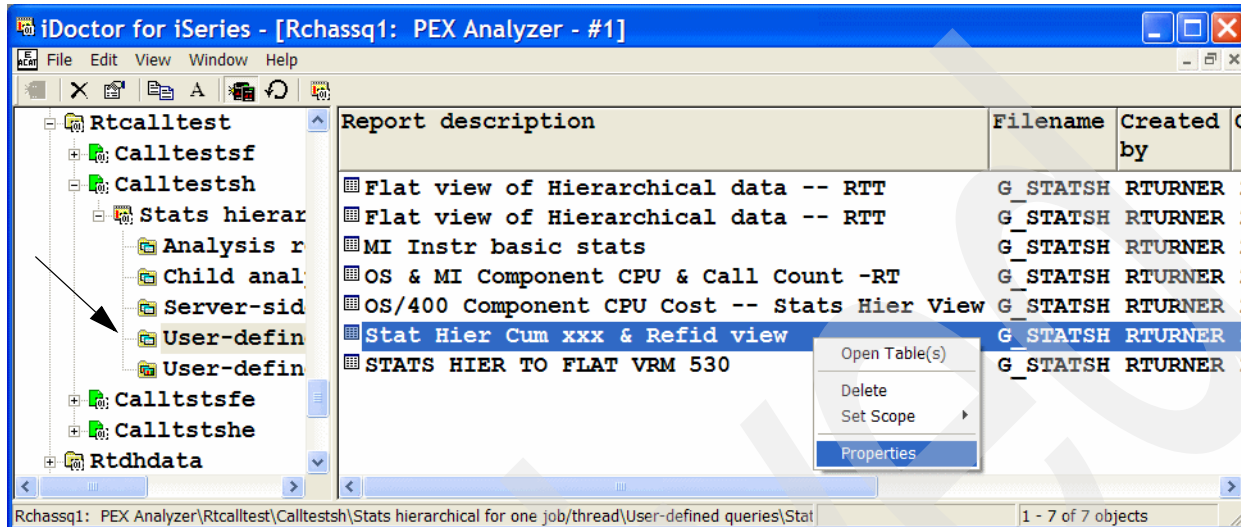 iDoctor for iSeries - [Rchassq1: PEX Analyzer - #1]
File Edit View Window Help
Rtcalltest
Calltestsf
Calltestsh
Stats hierar
Analysis r
Child anal
Server-sid
User-defin
User-defin
Calltstsfe
Calltstshe
Rtdhdata
Report description Filename Created by
Flat view of Hierarchical data -- RTT G_STATSH RTURNER
Flat view of Hierarchical data -- RTT G_STATSH RTURNER
MI Instr basic stats G_STATSH RTURNER
OS & MI Component CPU & Call Count -RT G_STATSH RTURNER
OS/400 Component CPU Cost -- Stats Hier View G_STATSH RTURNER
Stat Hier Cum xxx & Refid view G_STATSH RTURNER
STATS HIER TO FLAT VRM 530 G_STATSH RTURNER
Open Table(s)
Delete
Set Scope
Properties
Rchassq1: PEX Analyzer\Rtcalltest\Calltestsh\Stats hierarchical for one job/thread\User-defined queries\Stat 1 - 7 of 7 objects